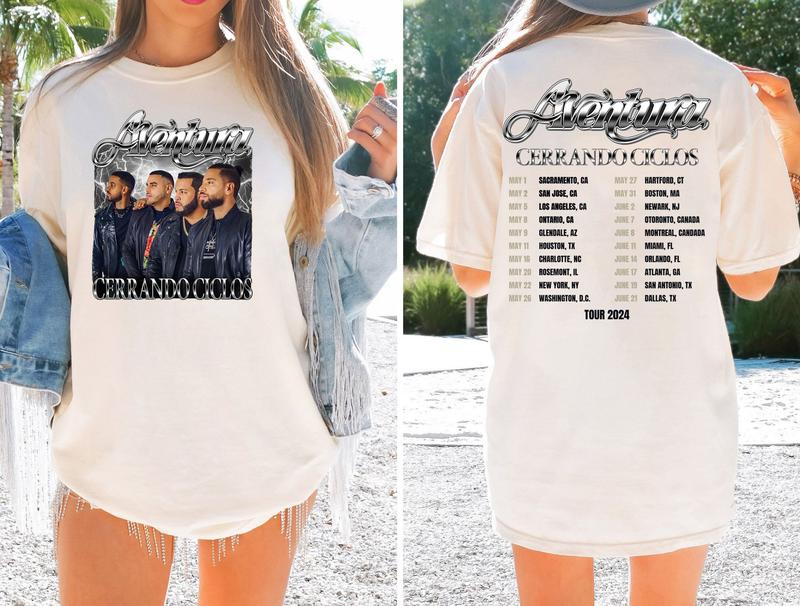 Aventura
CERRANDO CICLOS
Aventura
CERRANDO CICLOS
MAY 1 SACRAMENTO, CA
MAY 2 SAN JOSE, CA
MAY 5 LOS ANGELES, CA
MAY 8 ONTARIO, CA
MAY 9 GLENDALE, AZ
MAY 11 HOUSTON, TX
MAY 16 CHARLOTTE, NC
MAY 20 ROSEMONT, IL
MAY 22 NEW YORK, NY
MAY 26 WASHINGTON, D.C.
MAY 27 HARTFORD, CT
MAY 31 BOSTON, MA
JUNE 2 NEWARK, NJ
JUNE 7 OTORONTO, CANADA
JUNE 8 MONTREAL, CANDADA
JUNE 11 MIAMI, FL
JUNE 14 ORLANDO, FL
JUNE 17 ATLANTA, GA
JUNE 19 SAN ANTONIO, TX
JUNE 21 DALLAS, TX
TOUR 2024